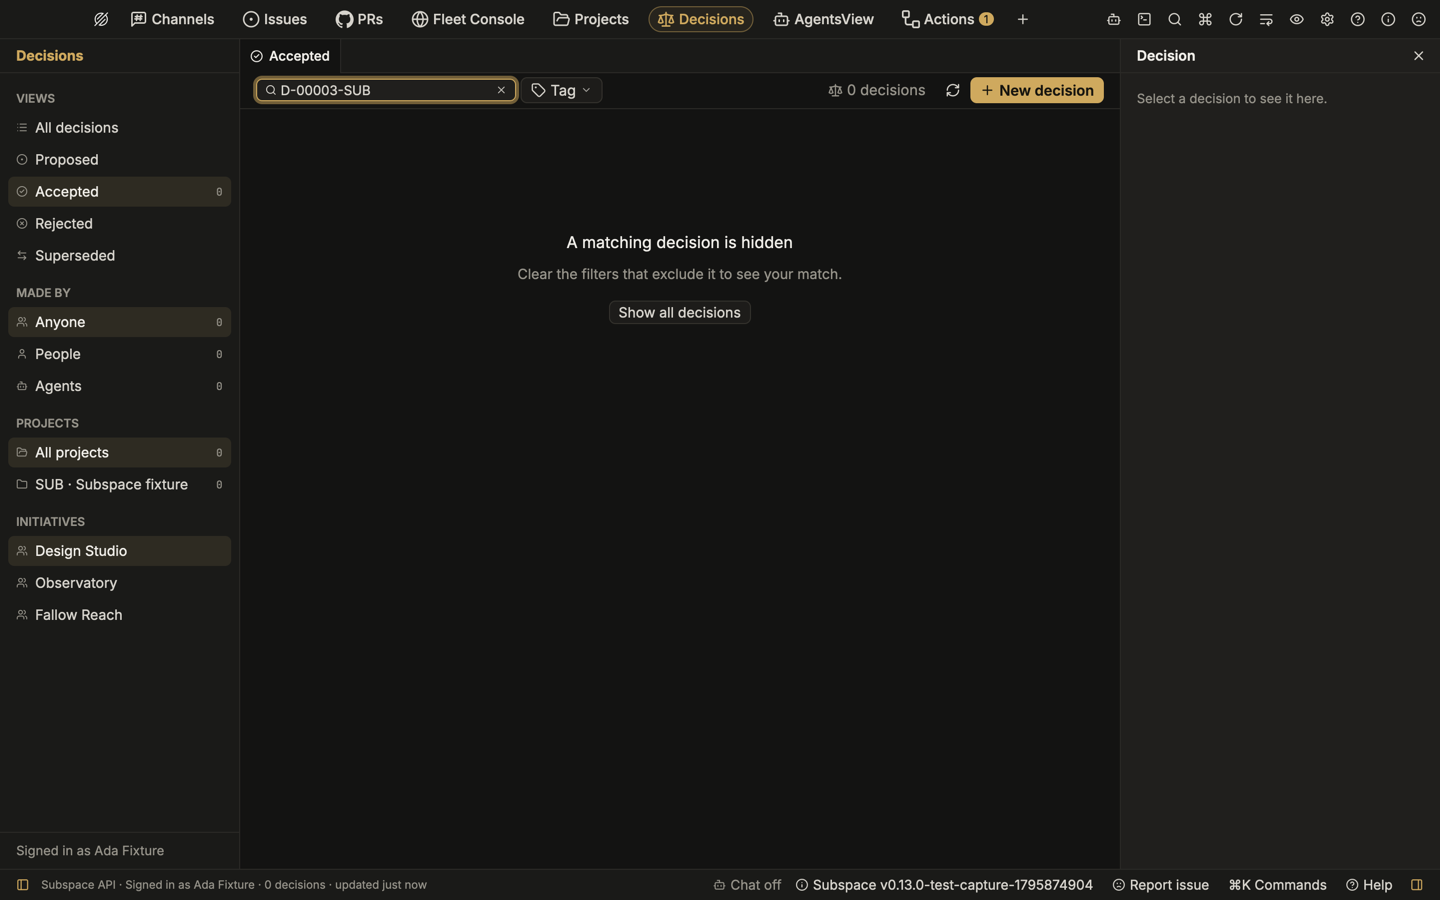 Channels Issues PRs Fleet Console Projects Decisions AgentsView Actions 1
Decisions
VIEWS
All decisions
Proposed
Accepted 0
Rejected
Superseded
MADE BY
Anyone 0
People 0
Agents 0
PROJECTS
All projects 0
SUB · Subspace fixture 0
INITIATIVES
Design Studio
Observatory
Fallow Reach
Signed in as Ada Fixture
Accepted
D-00003-SUB Tag 0 decisions New decision
A matching decision is hidden
Clear the filters that exclude it to see your match.
Show all decisions
Decision
Select a decision to see it here.
Subspace API · Signed in as Ada Fixture · 0 decisions · updated just now Chat off Subspace v0.13.0-test-capture-1795874904 Report issue ⌘K Commands Help